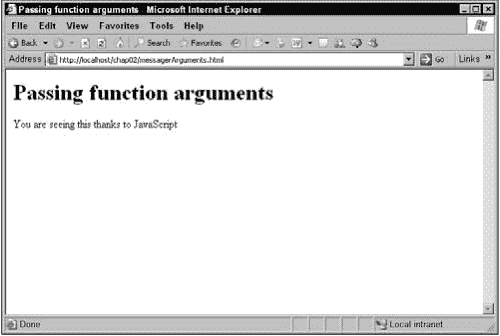 Passing function arguments - Microsoft Internet Explorer
File Edit View Favorites Tools Help
Back Search Favorites
Address http://localhost/chap02/messagerArguments.html Go Links »
Passing function arguments
You are seeing this thanks to JavaScript
Done Local intranet